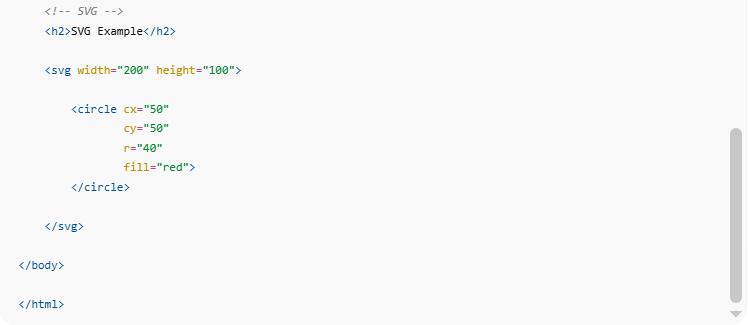 <!-- SVG -->
<h2>SVG Example</h2>
<svg width="200" height="100">
<circle cx="50"
cy="50"
r="40"
fill="red">
</circle>
</svg>
</body>
</html>